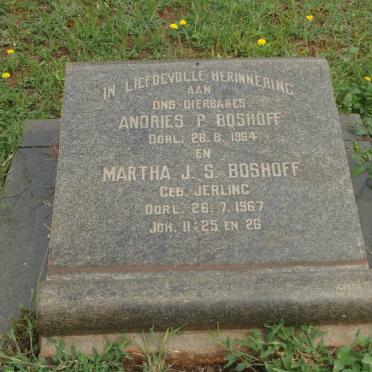 IN LIEFDEVOLLE HERINNERING
AAN
ONS DIERBARES
ANDRIES P. BOSHOFF
OORL. 26. 8. 1964
EN
MARTHA J. S. BOSHOFF
GEB. JERLING
OORL. 26. 7. 1967
JOH. 11: 25 EN 26